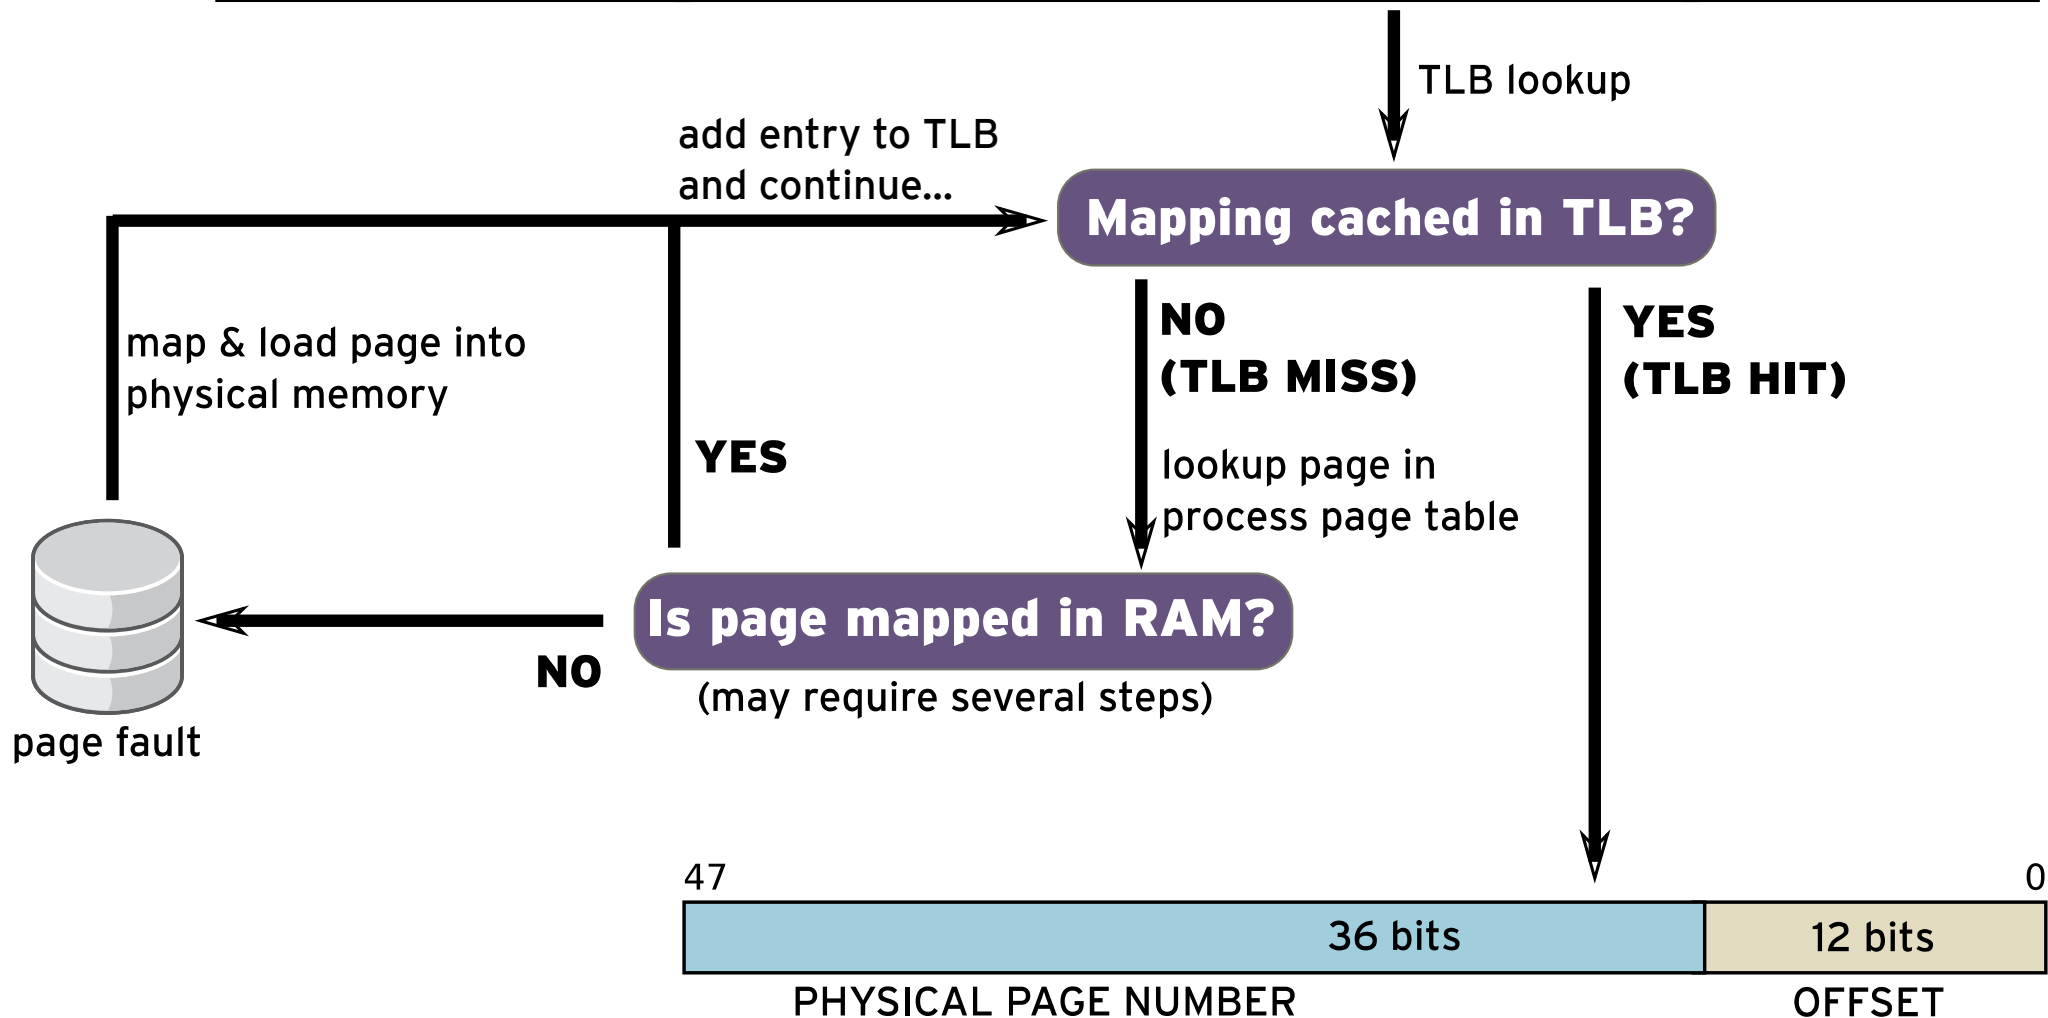 TLB lookup
add entry to TLB
and continue...
Mapping cached in TLB?
map & load page into
physical memory
NO
(TLB MISS)
YES
(TLB HIT)
YES
lookup page in
process page table
Is page mapped in RAM?
NO
(may require several steps)
page fault
47
0
36 bits
12 bits
PHYSICAL PAGE NUMBER
OFFSET